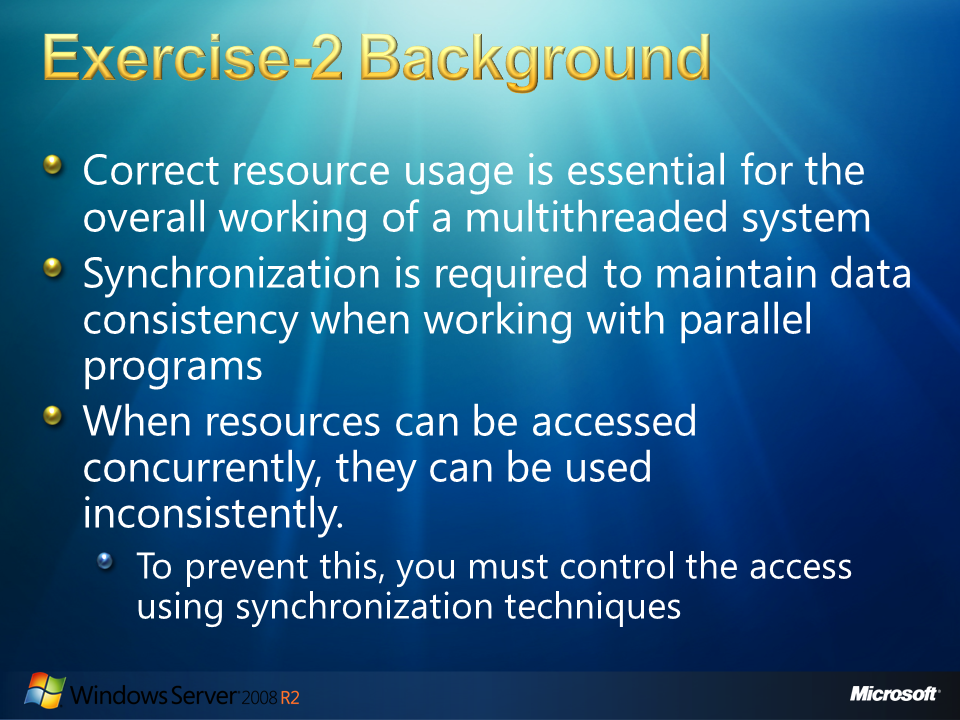 Exercise-2 Background
Correct resource usage is essential for the
overall working of a multithreaded system
Synchronization is required to maintain data
consistency when working with parallel
programs
When resources can be accessed
concurrently, they can be used
inconsistently.
To prevent this, you must control the access
using synchronization techniques
Windows Server 2008 R2
Microsoft